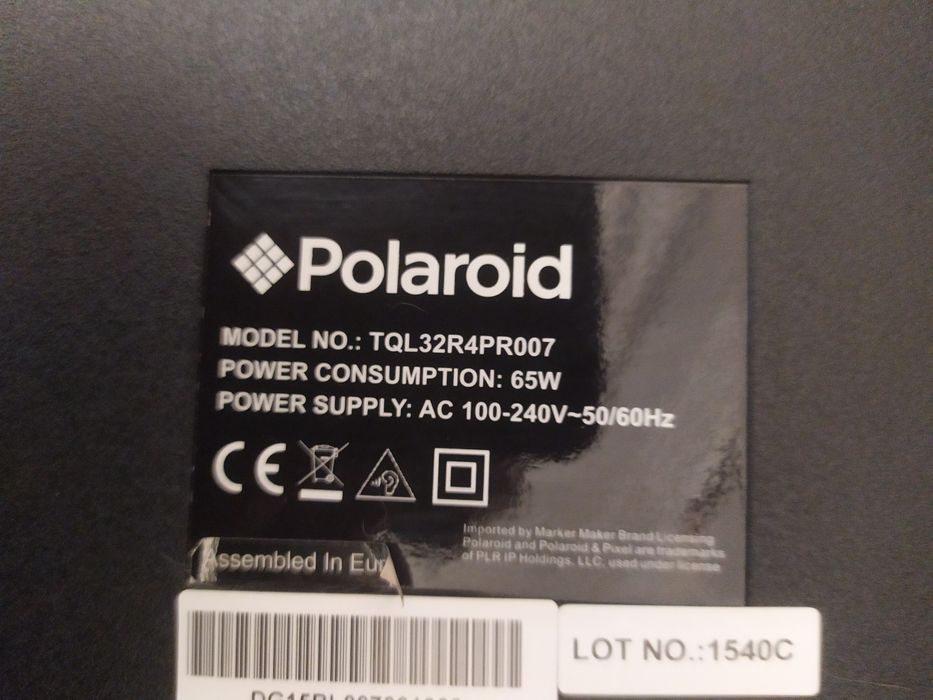 Polaroid
MODEL NO.: TQL32R4PR007
POWER CONSUMPTION: 65W
POWER SUPPLY: AC 100-240V~50/60Hz
CE
Imported by Marker Maker Brand Licensing
Polaroid and Polaroid & Pixel are trademarks
of PLR IP Holdings, LLC, used under license
Assembled In Eur
LOT NO.:1540C